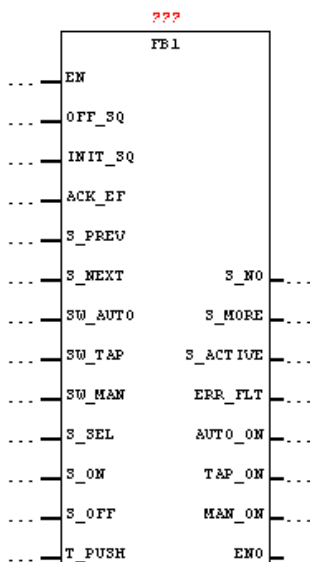 ???
FB1
EN
OFF_SQ
INIT_SQ
ACK_EF
S_PREV
S_NEXT S_NO
SW_AUTO S_MORE
SW_TAP S_ACTIVE
SW_MAN ERR_FLT
S_SEL AUTO_ON
S_ON TAP_ON
S_OFF MAN_ON
T_PUSH ENO